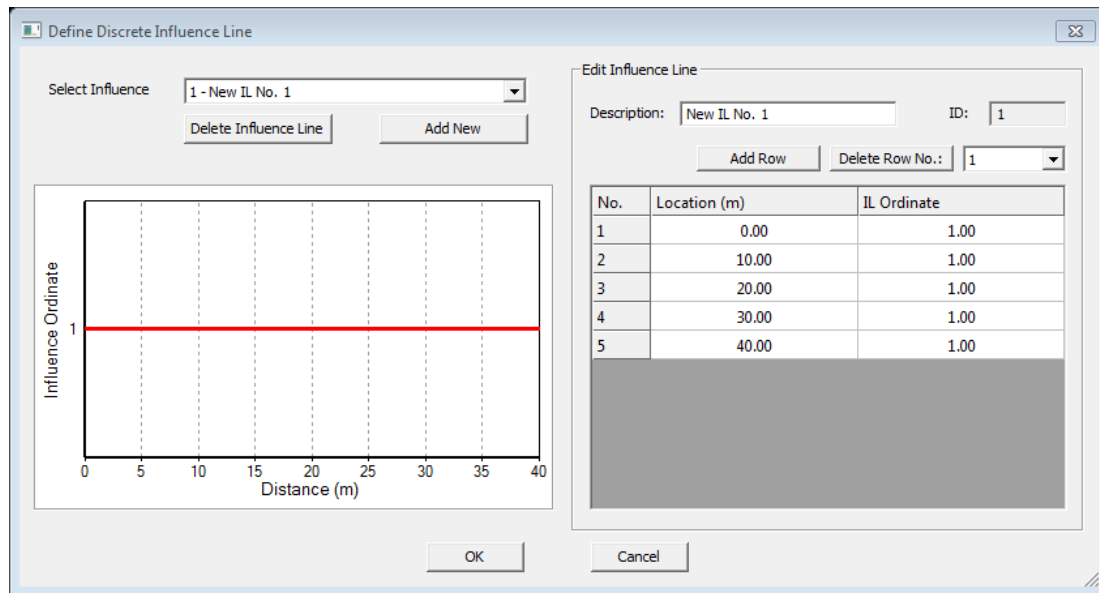 Define Discrete Influence Line
Select Influence
1 - New IL No. 1
Delete Influence Line
Add New
Influence Ordinate
1
0 5 10 15 20 25 30 35 40
Distance (m)
Edit Influence Line
Description: New IL No. 1 ID: 1
Add Row Delete Row No.: 1
No. Location (m) IL Ordinate
1 0.00 1.00
2 10.00 1.00
3 20.00 1.00
4 30.00 1.00
5 40.00 1.00
OK Cancel